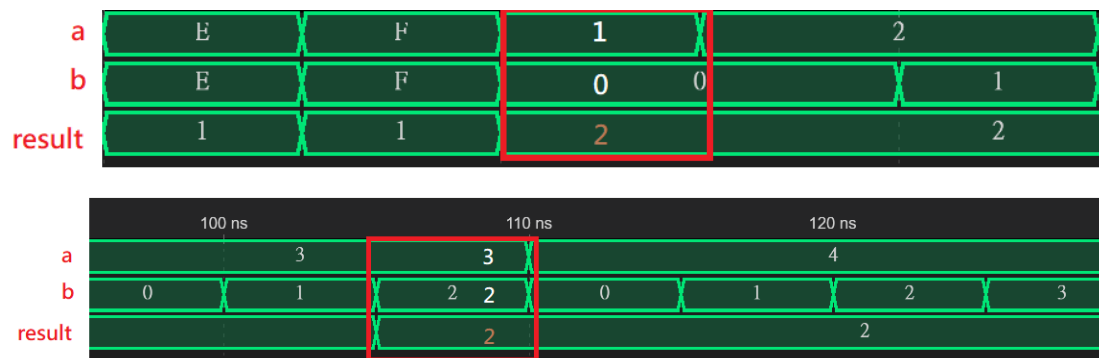 a E F 1 2
b E F 0 0 1
result 1 1 2 2
100 ns 110 ns 120 ns
a 3 3 4
b 0 1 2 2 0 1 2 3
result 2 2